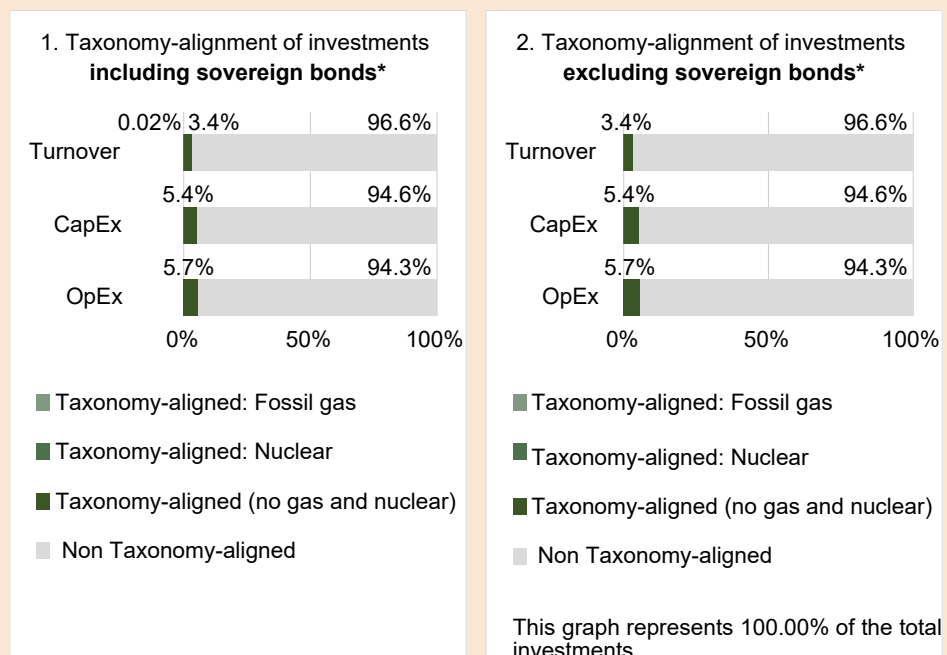 1. Taxonomy-alignment of investments
including sovereign bonds*
0.02% 3.4% 96.6%
Turnover
5.4% 94.6%
CapEx
5.7% 94.3%
OpEx
0% 50% 100%
Taxonomy-aligned: Fossil gas
Taxonomy-aligned: Nuclear
Taxonomy-aligned (no gas and nuclear)
Non Taxonomy-aligned
2. Taxonomy-alignment of investments
excluding sovereign bonds*
3.4% 96.6%
Turnover
5.4% 94.6%
CapEx
5.7% 94.3%
OpEx
0% 50% 100%
Taxonomy-aligned: Fossil gas
Taxonomy-aligned: Nuclear
Taxonomy-aligned (no gas and nuclear)
Non Taxonomy-aligned
This graph represents 100.00% of the total
investments